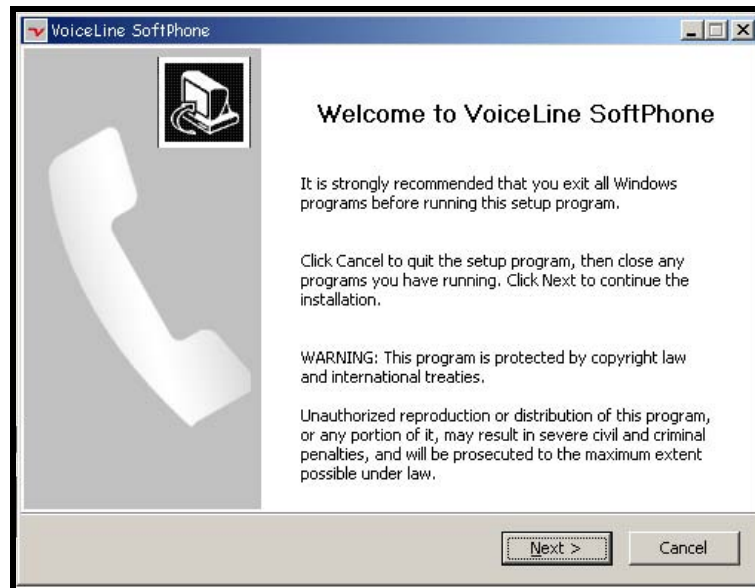 VoiceLine SoftPhone
Welcome to VoiceLine SoftPhone
It is strongly recommended that you exit all Windows
programs before running this setup program.
Click Cancel to quit the setup program, then close any
programs you have running. Click Next to continue the
installation.
WARNING: This program is protected by copyright law
and international treaties.
Unauthorized reproduction or distribution of this program,
or any portion of it, may result in severe civil and criminal
penalties, and will be prosecuted to the maximum extent
possible under law.
Next >
Cancel